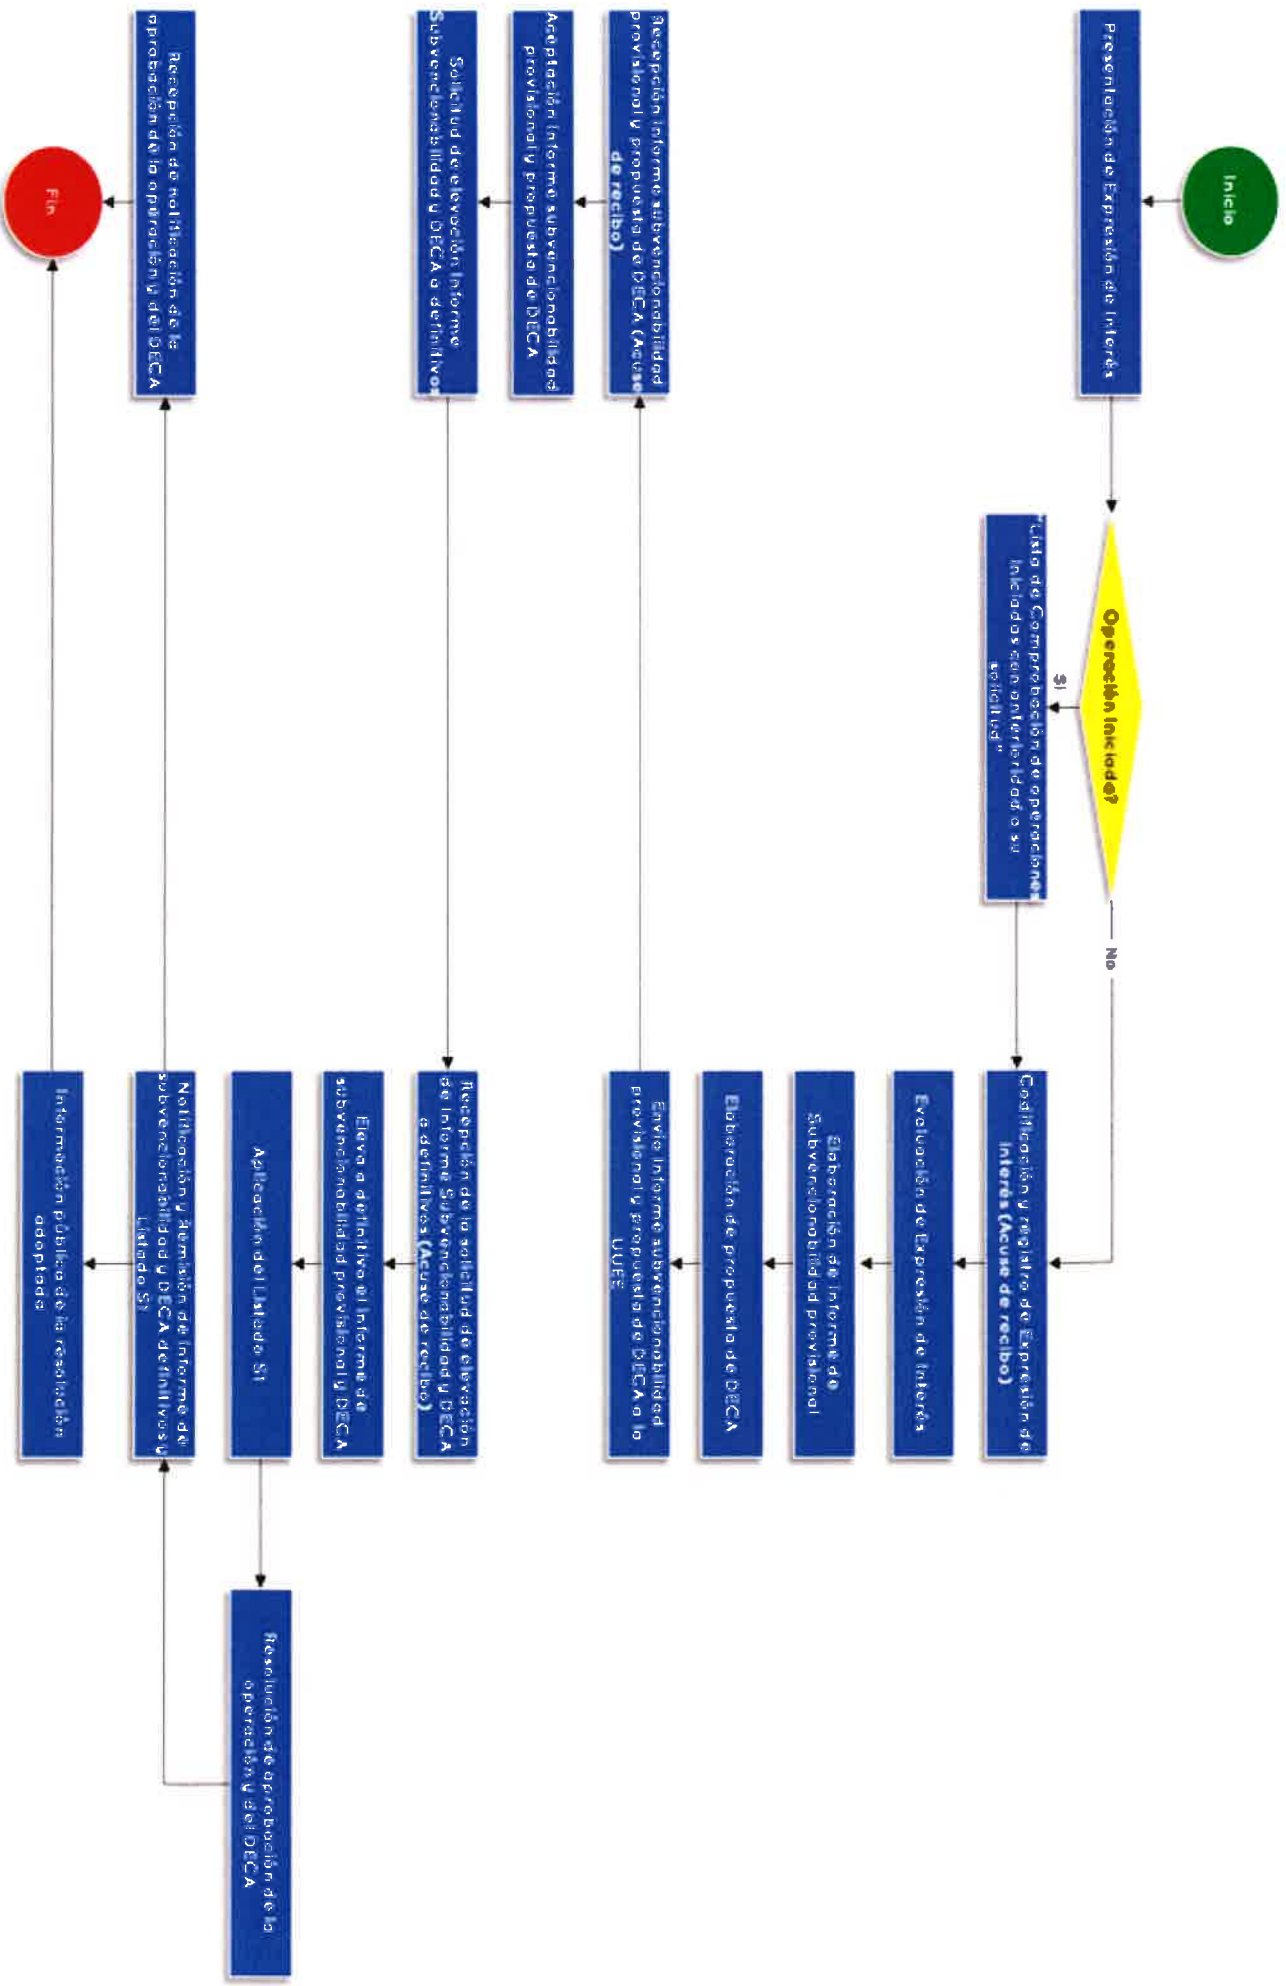 Inicio
Presentación de Expresión de Interés
Operación Iniciada?
Sí
No
"Lista de Comprobación de operaciones
iniciadas con anterioridad a su
solicitud"
Codificación y registro de Expresión de
Interés (Acuse de recibo)
Evaluación de Expresión de Interés
Elaboración de Informe de
Subvencionabilidad provisional
Elaboración de propuesta de DECA
Envío Informe subvencionabilidad
provisional y propuesta de DECA a la
UUEE
Recepción Informe subvencionabilidad
provisional y propuesta de DECA (Acuse
de recibo)
Aceptación Informe subvencionabilidad
provisional y propuesta de DECA
Solicitud de elevación Informe
Subvencionabilidad y DECA a definitivos
Recepción de la solicitud de elevación
de Informe Subvencionabilidad y DECA
a definitivos (Acuse de recibo)
Eleva a definitivo el Informe de
subvencionabilidad provisional y DECA
Aplicación del Listado S1
Resolución de aprobación de la
operación y del DECA
Notificación y Remisión de Informe de
subvencionabilidad y DECA definitivos y
Listado S1
Recepción de notificación de la
aprobación de la operación y del DECA
Información pública de la resolución
adoptada
Fin